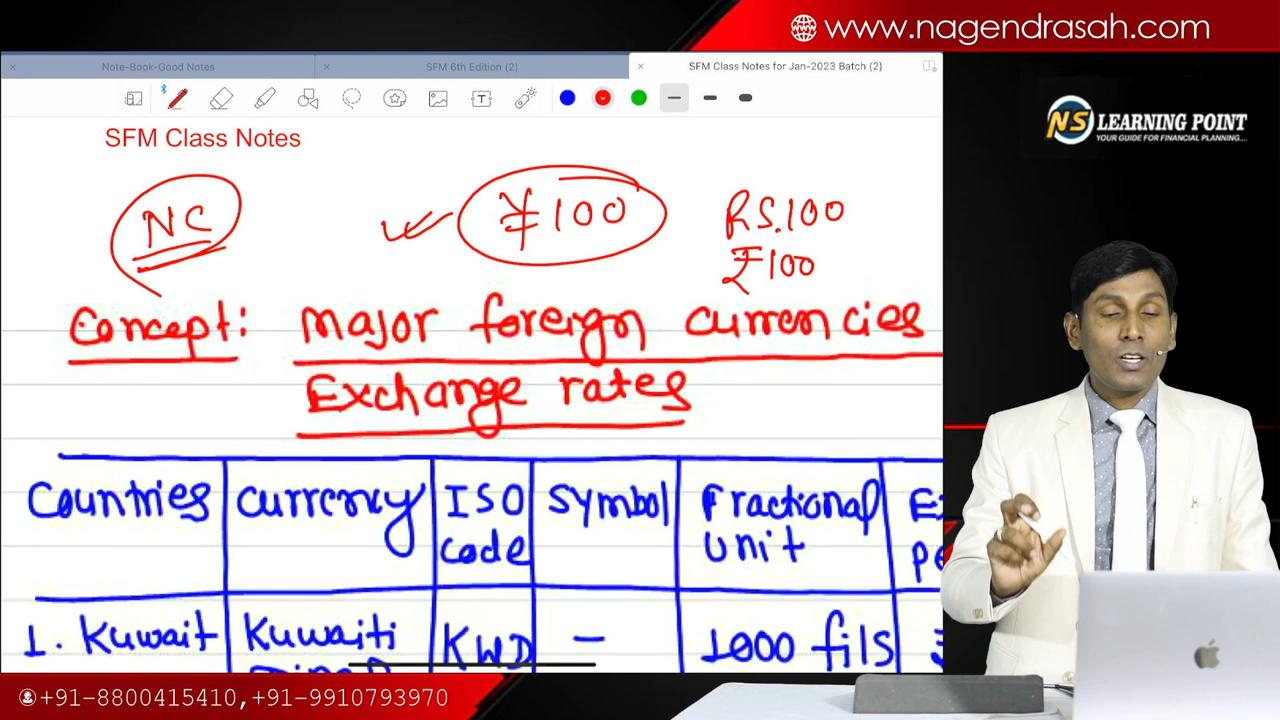 www.nagendrasah.com
Note-Book-Good Notes
SFM 6th Edition (2)
SFM Class Notes for Jan-2023 Batch (2)
NS LEARNING POINT
YOUR GUIDE FOR FINANCIAL PLANNING....
SFM Class Notes
NC
¥100
RS.100
₹100
Concept: major foreign currencies
Exchange rates
Countries currency ISO code Symbol Fractional unit
1. Kuwait Kuwaiti KWD – 1000 fils
+91-8800415410,+91-9910793970